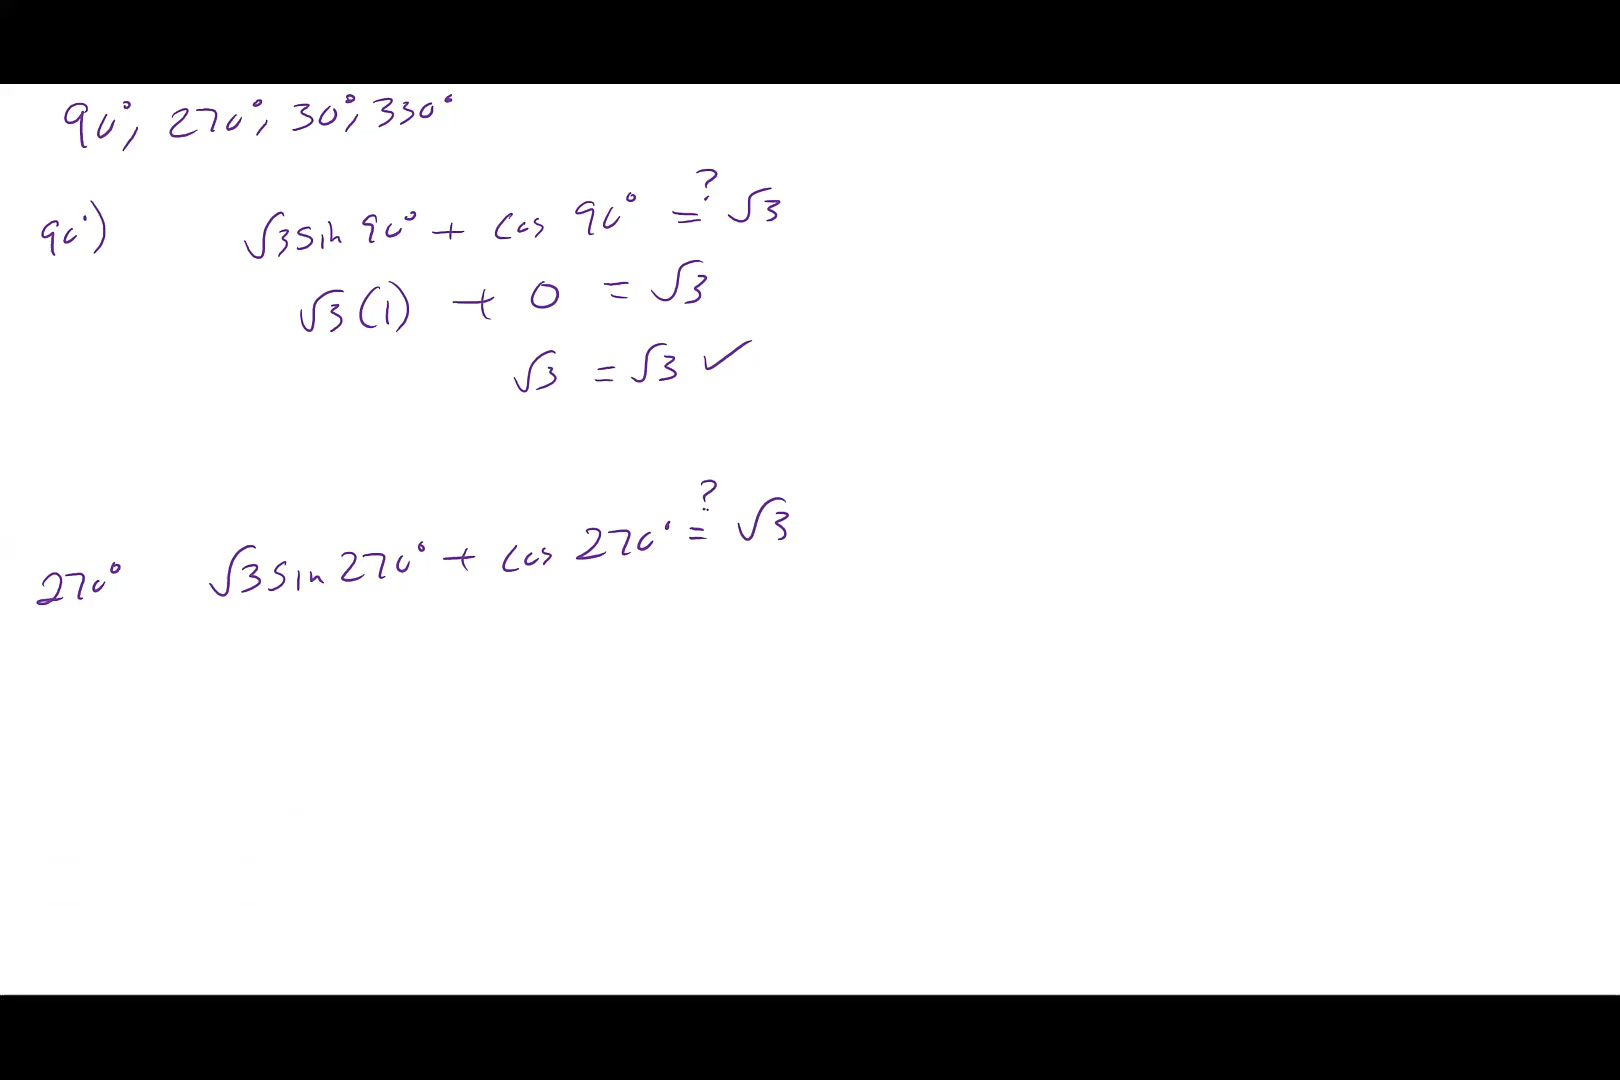 90°, 270°, 30°, 330°
90°) √3 sin 90° + cos 90° =? √3
√3 (1) + 0 = √3
√3 = √3 ✓
270° √3 sin 270° + cos 270° =? √3